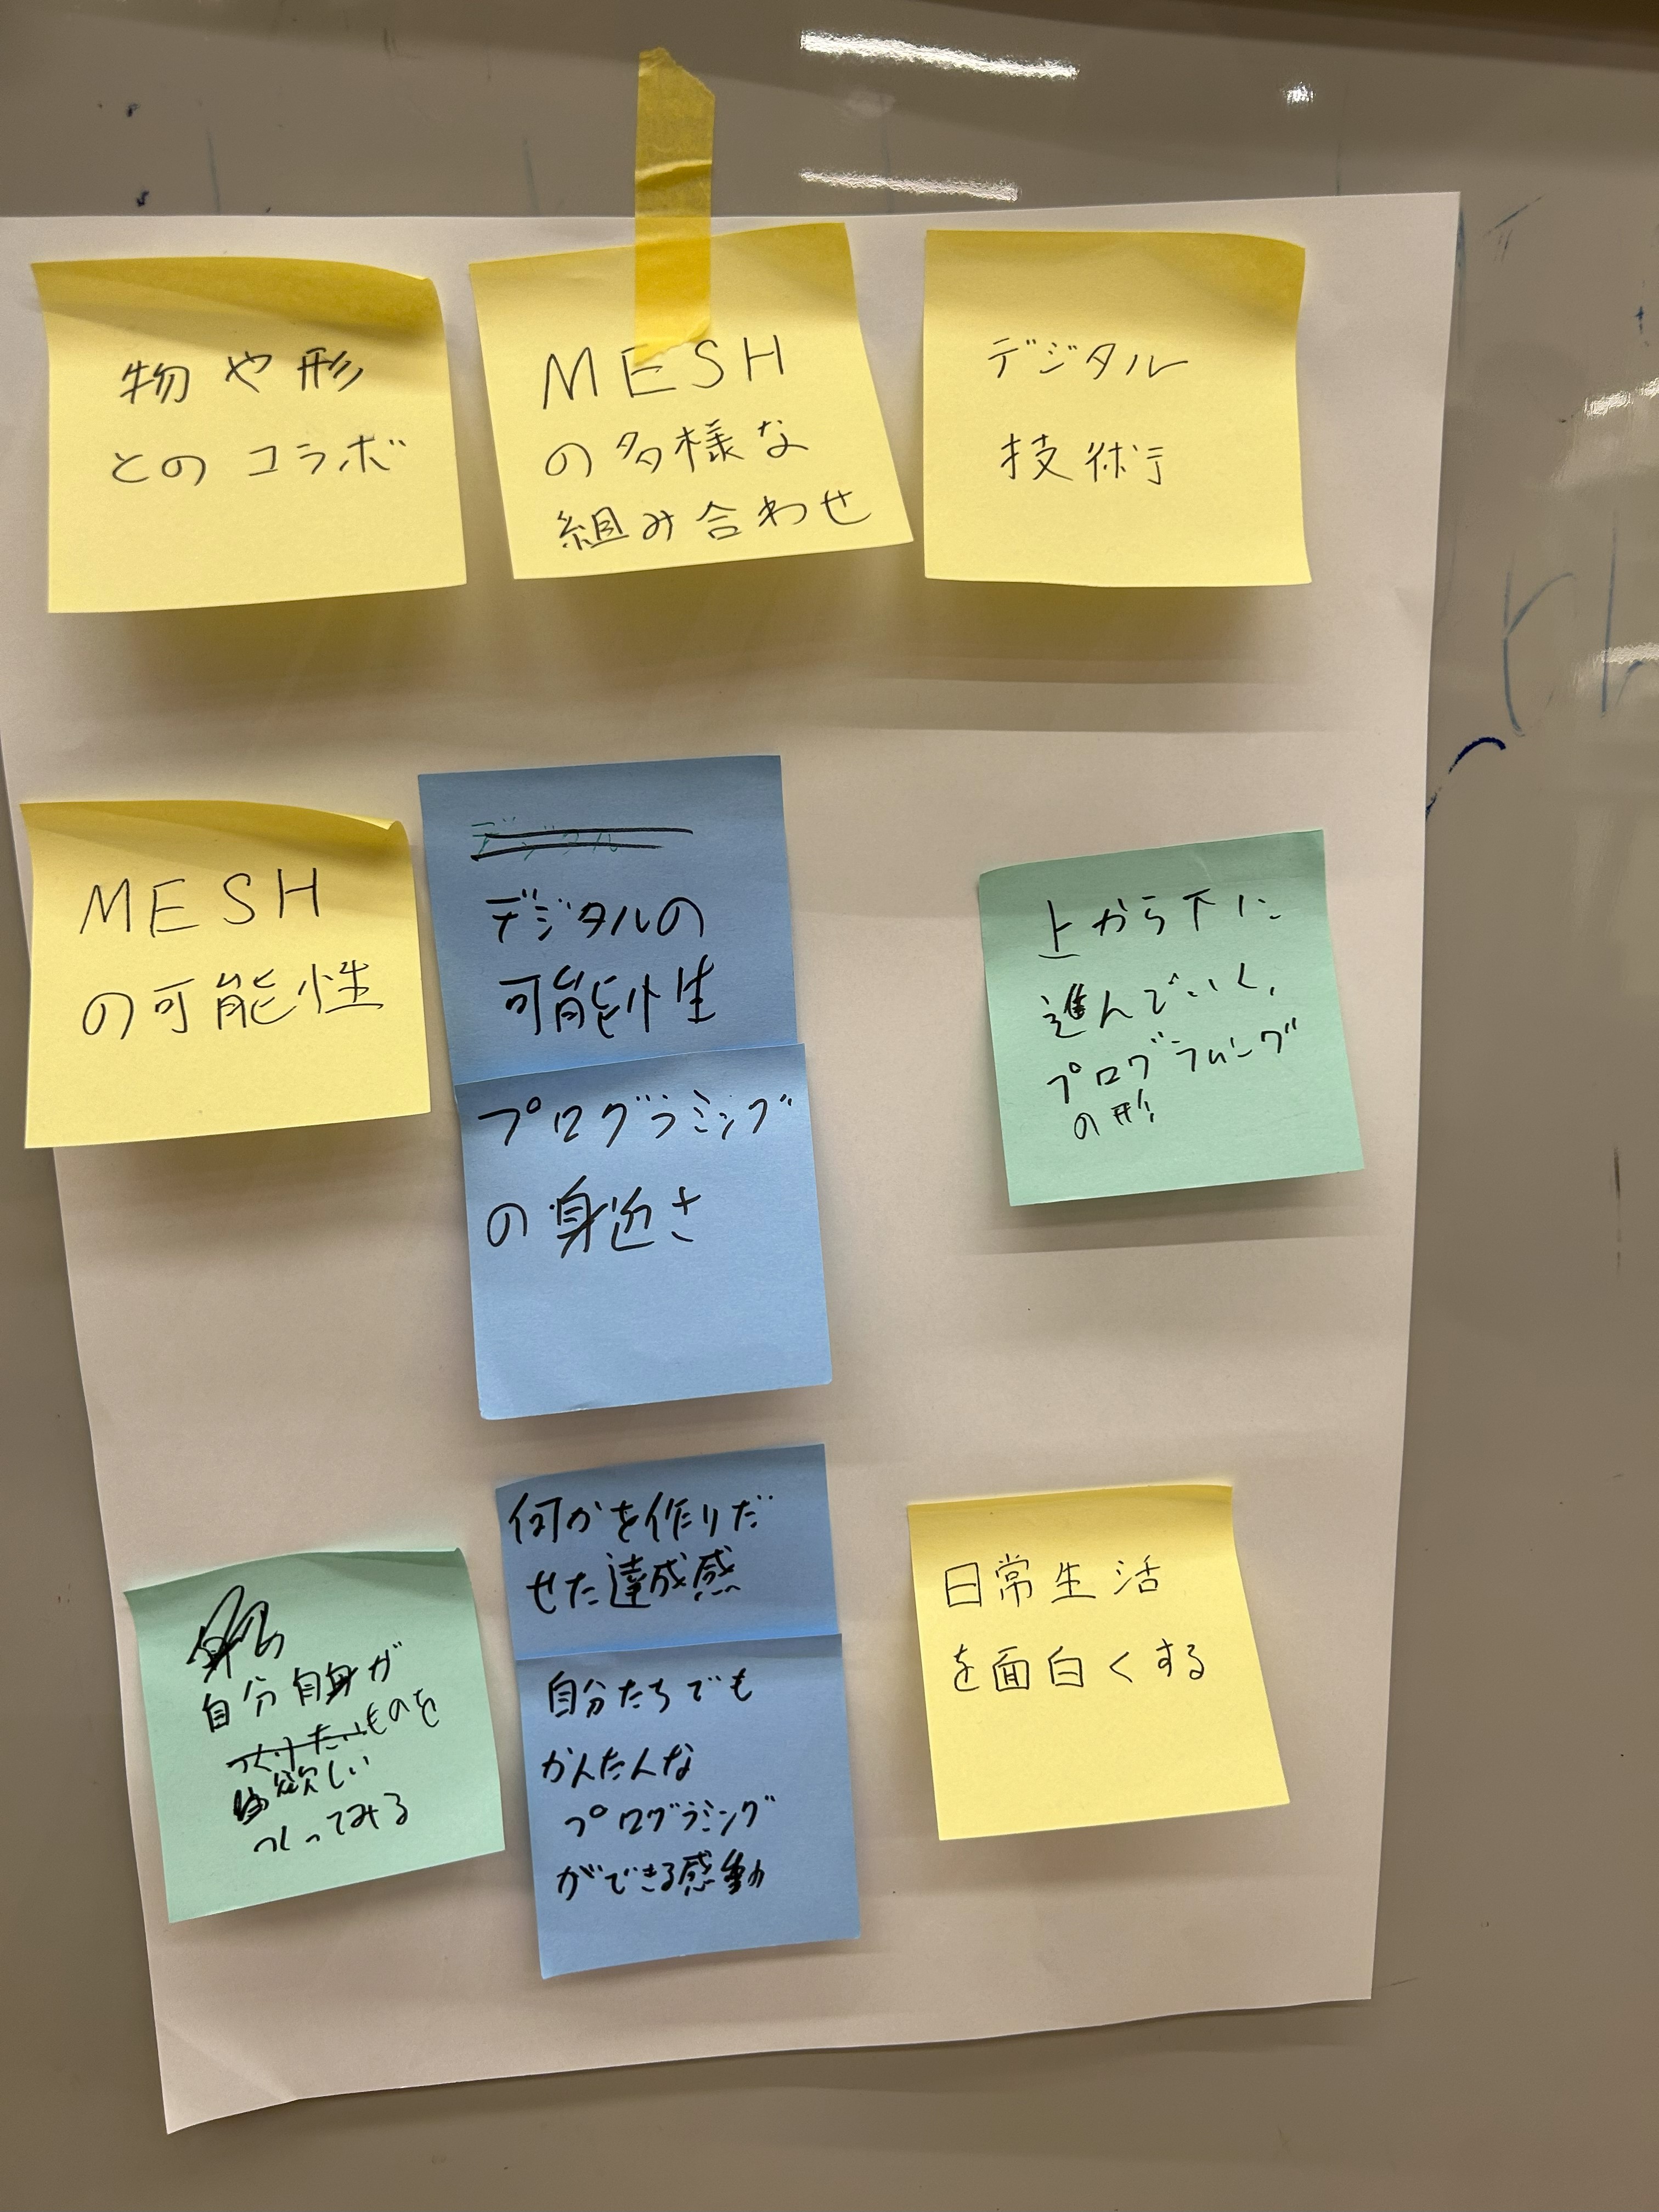 物や形
とのコラボ
MESH
の多様な
組み合わせ
デジタル
技術
MESH
の可能性
デジタル
デジタルの
可能性
プログラミング
の身近さ
上から下に
進んでいく、
プログラミング
の形
自分自身が
ものを
欲しい
つくってみる
何かを作りだ
せた達成感
自分たちでも
かんたんな
プログラミング
ができる感動
日常生活
を面白くする